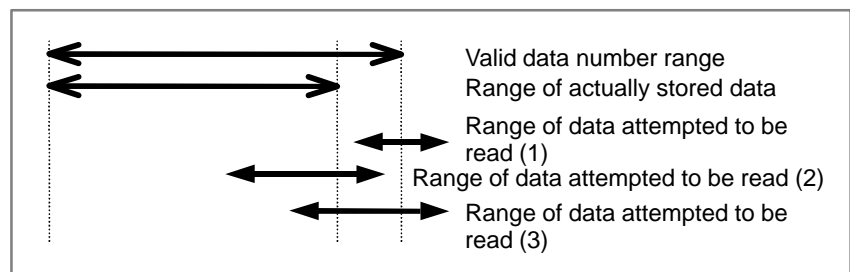 Valid data number range
Range of actually stored data
Range of data attempted to be
read (1)
Range of data attempted to be read (2)
Range of data attempted to be
read (3)